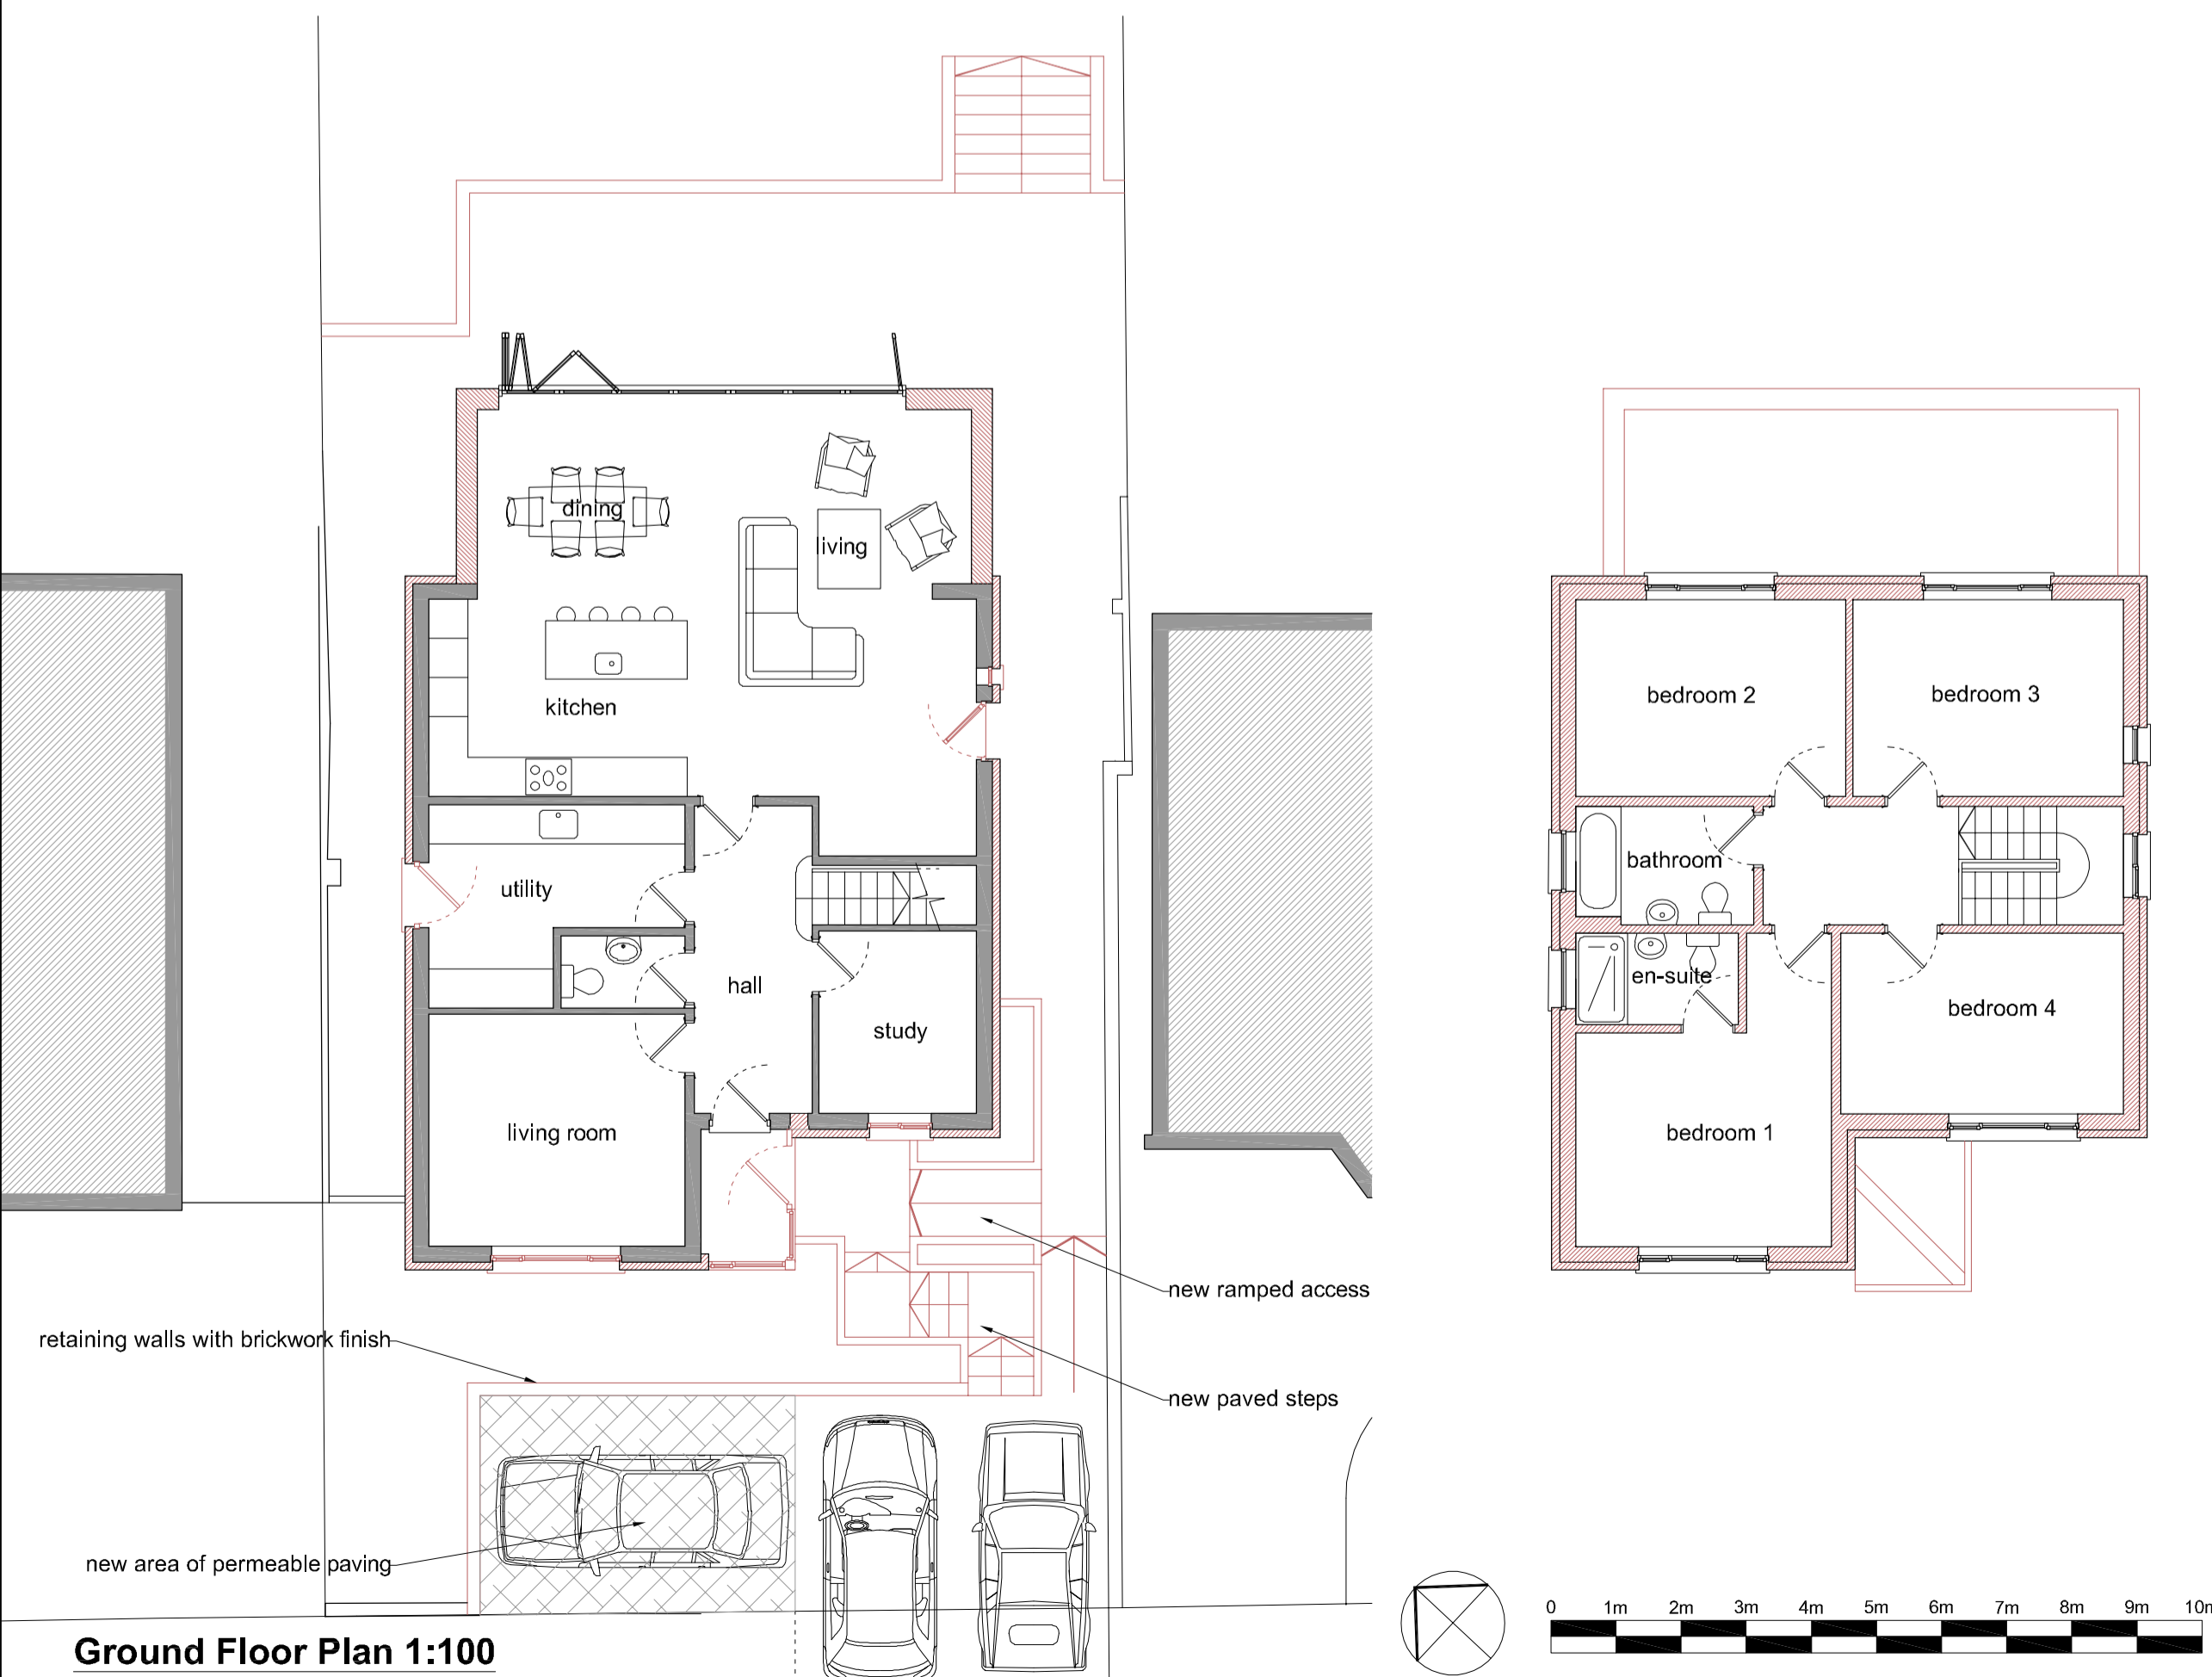 dining
living
kitchen
utility
hall
study
living room
new ramped access
retaining walls with brickwork finish
new paved steps
new area of permeable paving
Ground Floor Plan 1:100
bedroom 2
bedroom 3
bathroom
en-suite
bedroom 4
bedroom 1
0 1m 2m 3m 4m 5m 6m 7m 8m 9m 10m